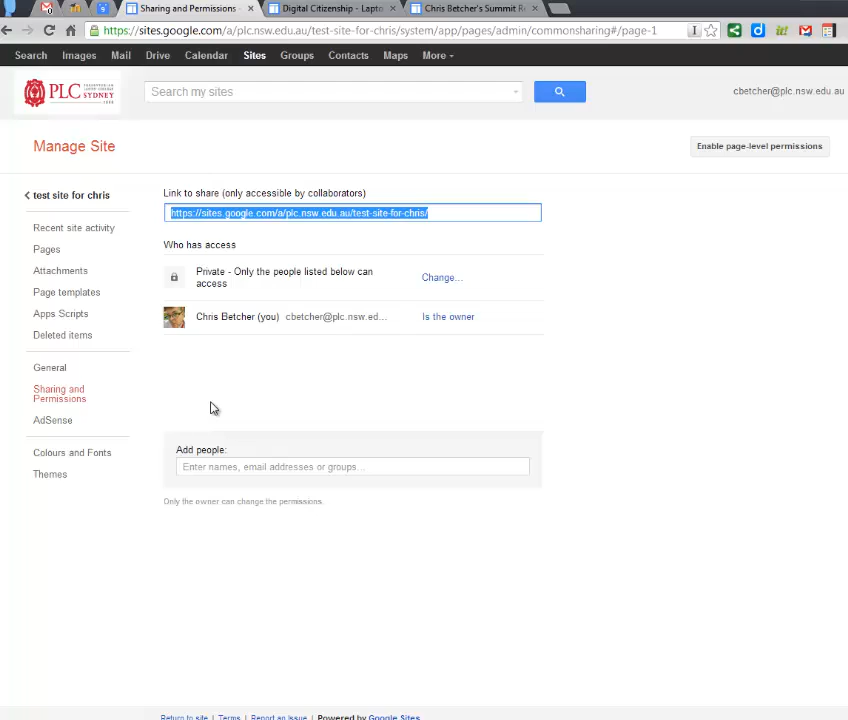 Sharing and Permissions -
Digital Citizenship - Lapto
Chris Betcher's Summit Re
https://sites.google.com/a/plc.nsw.edu.au/test-site-for-chris/system/app/pages/admin/commonsharing#/page-1
Search Images Mail Drive Calendar Sites Groups Contacts Maps More
PLC SYDNEY
Search my sites
cbetcher@plc.nsw.edu.au
Manage Site
Enable page-level permissions
test site for chris
Recent site activity
Pages
Attachments
Page templates
Apps Scripts
Deleted items
General
Sharing and
Permissions
AdSense
Colours and Fonts
Themes
Link to share (only accessible by collaborators)
https://sites.google.com/a/plc.nsw.edu.au/test-site-for-chris/
Who has access
Private - Only the people listed below can
access
Change...
Chris Betcher (you) cbetcher@plc.nsw.ed... Is the owner
Add people:
Enter names, email addresses or groups...
Only the owner can change the permissions.
Return to site | Terms | Report an Issue | Powered by Google Sites